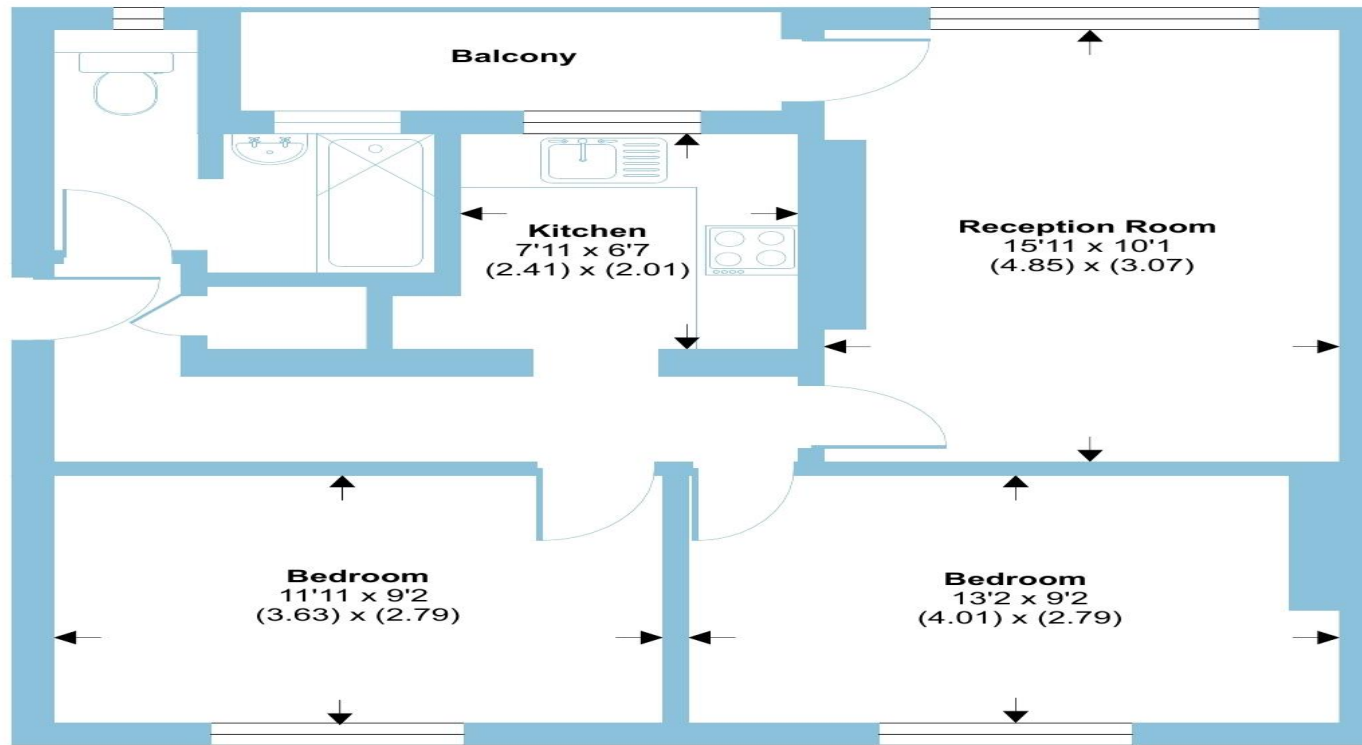 Balcony
Kitchen
7'11 x 6'7
(2.41) x (2.01)
Reception Room
15'11 x 10'1
(4.85) x (3.07)
Bedroom
11'11 x 9'2
(3.63) x (2.79)
Bedroom
13'2 x 9'2
(4.01) x (2.79)